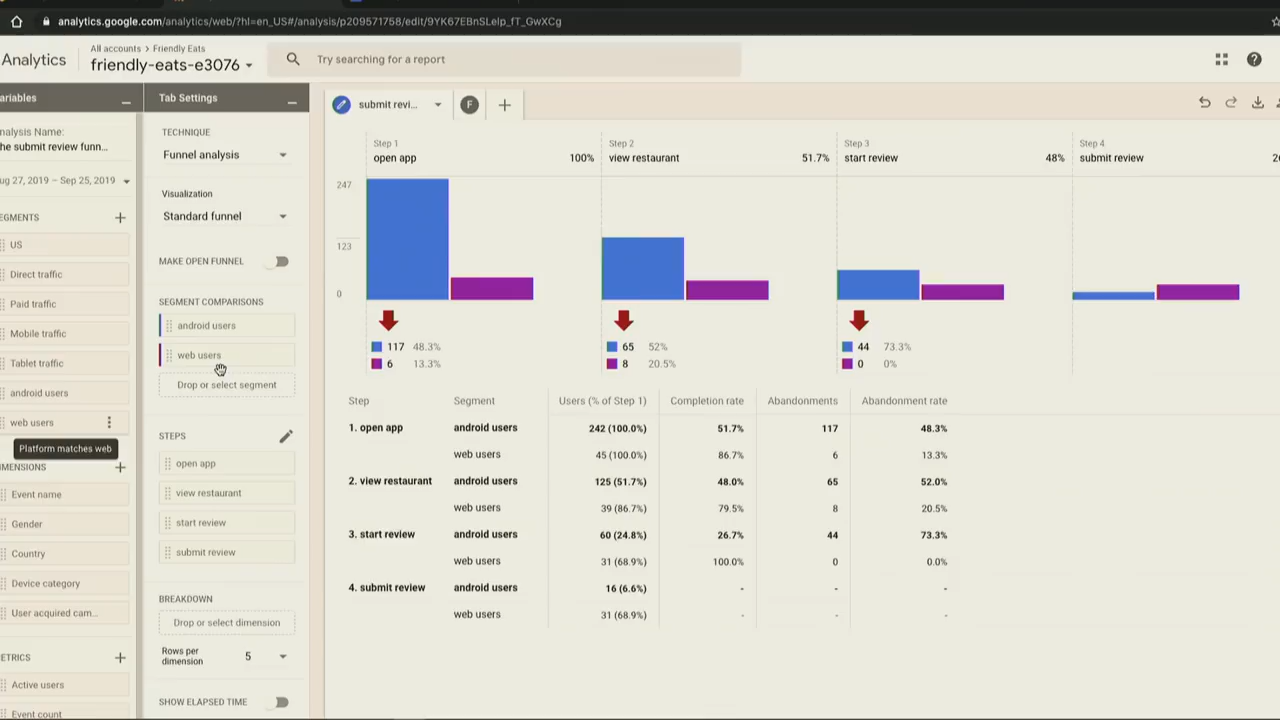 analytics.google.com/analytics/web/?hl=en_US#/analysis/p209571758/edit/9YK67EBnSLeIp_fT_GwXCg
Analytics
All accounts > Friendly Eats
friendly-eats-e3076
Try searching for a report
ariables
Tab Settings
submit revi...
F
nalysis Name:
he submit review funn...
ug 27, 2019 – Sep 25, 2019
EGMENTS
US
Direct traffic
Paid traffic
Mobile traffic
Tablet traffic
android users
web users
Platform matches web
MENSIONS
Event name
Gender
Country
Device category
User acquired cam...
ETRICS
Active users
Event count
TECHNIQUE
Funnel analysis
Visualization
Standard funnel
MAKE OPEN FUNNEL
SEGMENT COMPARISONS
android users
web users
Drop or select segment
STEPS
open app
view restaurant
start review
submit review
BREAKDOWN
Drop or select dimension
Rows per dimension 5
SHOW ELAPSED TIME
Step 1 Step 2 Step 3 Step 4
open app 100% view restaurant 51.7% start review 48% submit review
247
123
0
117 48.3% 65 52% 44 73.3%
6 13.3% 8 20.5% 0 0%
Step Segment Users (% of Step 1) Completion rate Abandonments Abandonment rate
1. open app android users 242 (100.0%) 51.7% 117 48.3%
web users 45 (100.0%) 86.7% 6 13.3%
2. view restaurant android users 125 (51.7%) 48.0% 65 52.0%
web users 39 (86.7%) 79.5% 8 20.5%
3. start review android users 60 (24.8%) 26.7% 44 73.3%
web users 31 (68.9%) 100.0% 0 0.0%
4. submit review android users 16 (6.6%) - - -
web users 31 (68.9%) - - -